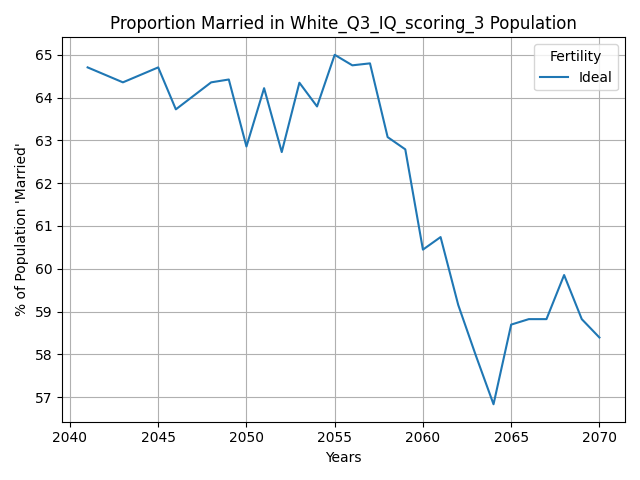 Proportion Married in White_Q3_IQ_scoring_3 Population
% of Population 'Married'
65
64
63
62
61
60
59
58
57
Fertility
Ideal
2040 2045 2050 2055 2060 2065 2070
Years